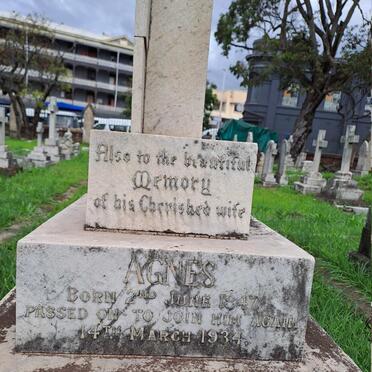 Also to the beautiful
Memory
of his Cherished wife
AGNES
BORN 2ND JUNE 1847
PASSED ON TO JOIN HIM AGAIN
14TH MARCH 1934